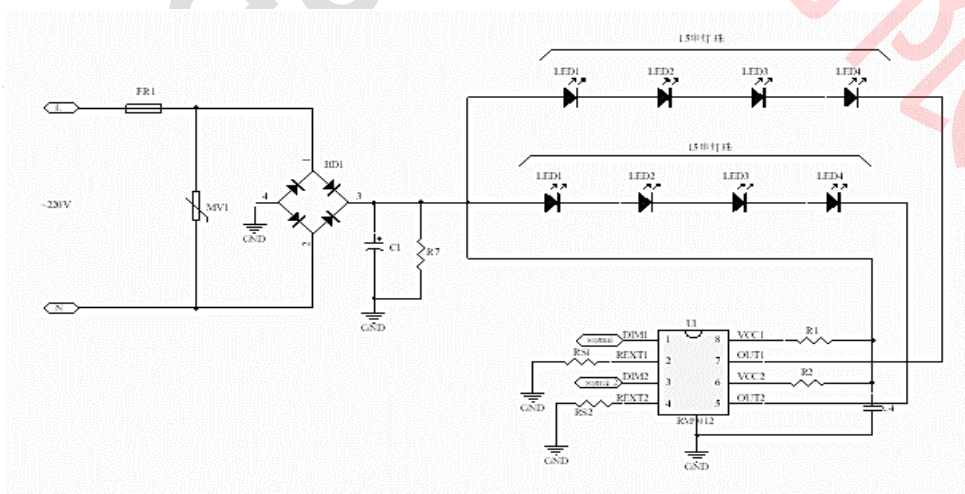 15串灯珠
LED1 LED2 LED3 LED4
FR1
L
15串灯珠
BD1
LED1 LED2 LED3 LED4
1
4 3
~220V
MV1
GND
2
C1
R7
N
GND
U1
DIM1 1 8 VCC1 R1
RS1 REXT1 2 7 OUT1
DIM2 3 6 VCC2 R2
GND
RS2 REXT2 4 5 OUT2
GND
GND